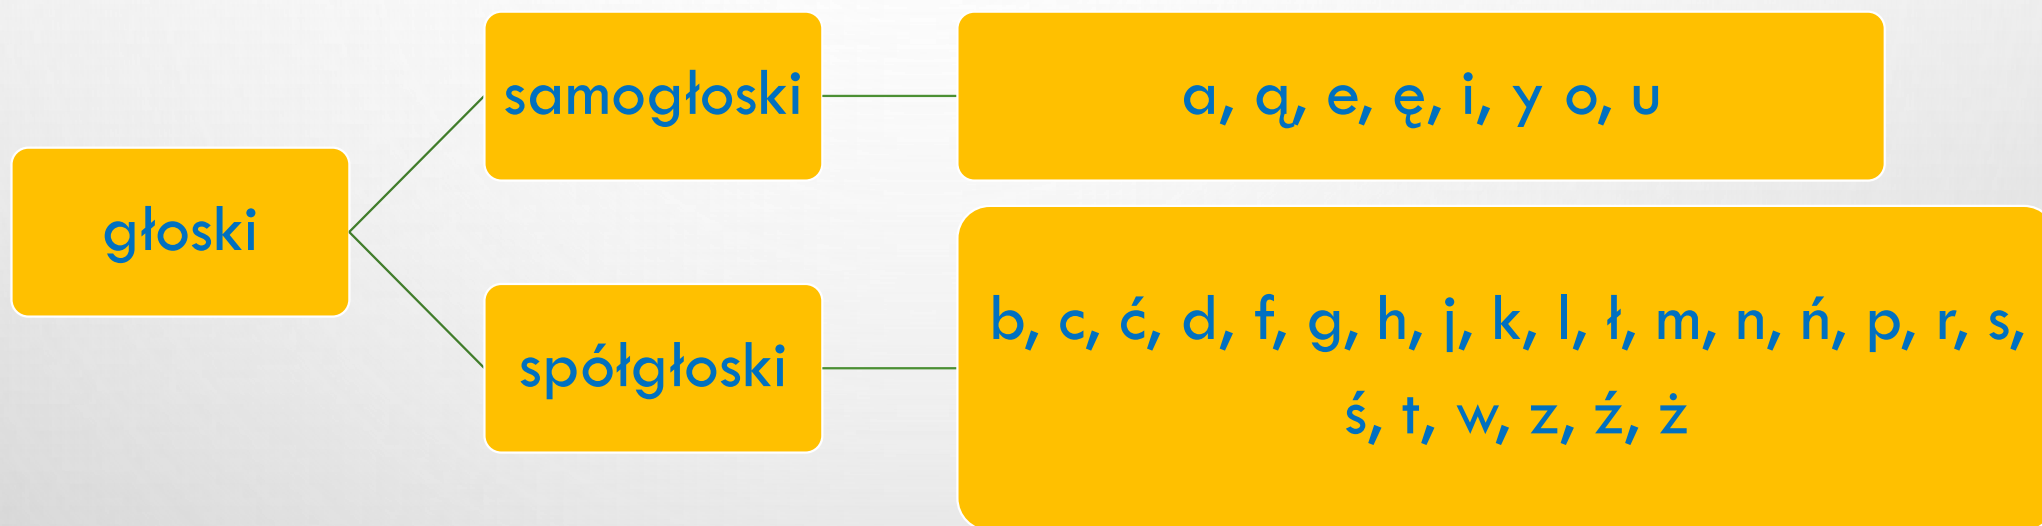 głoski
samogłoski
a, ą, e, ę, i, y o, u
spółgłoski
b, c, ć, d, f, g, h, j, k, l, ł, m, n, ń, p, r, s,
ś, t, w, z, ź, ż